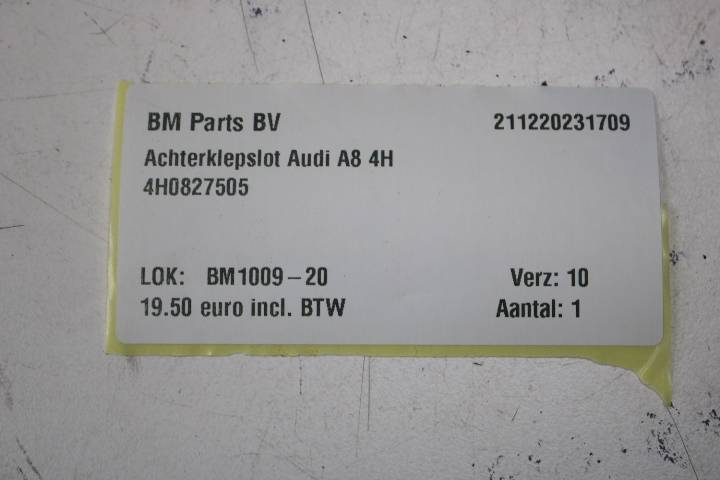 BM Parts BV 211220231709
Achterklepslot Audi A8 4H
4H0827505
LOK: BM1009-20 Verz: 10
19.50 euro incl. BTW Aantal: 1